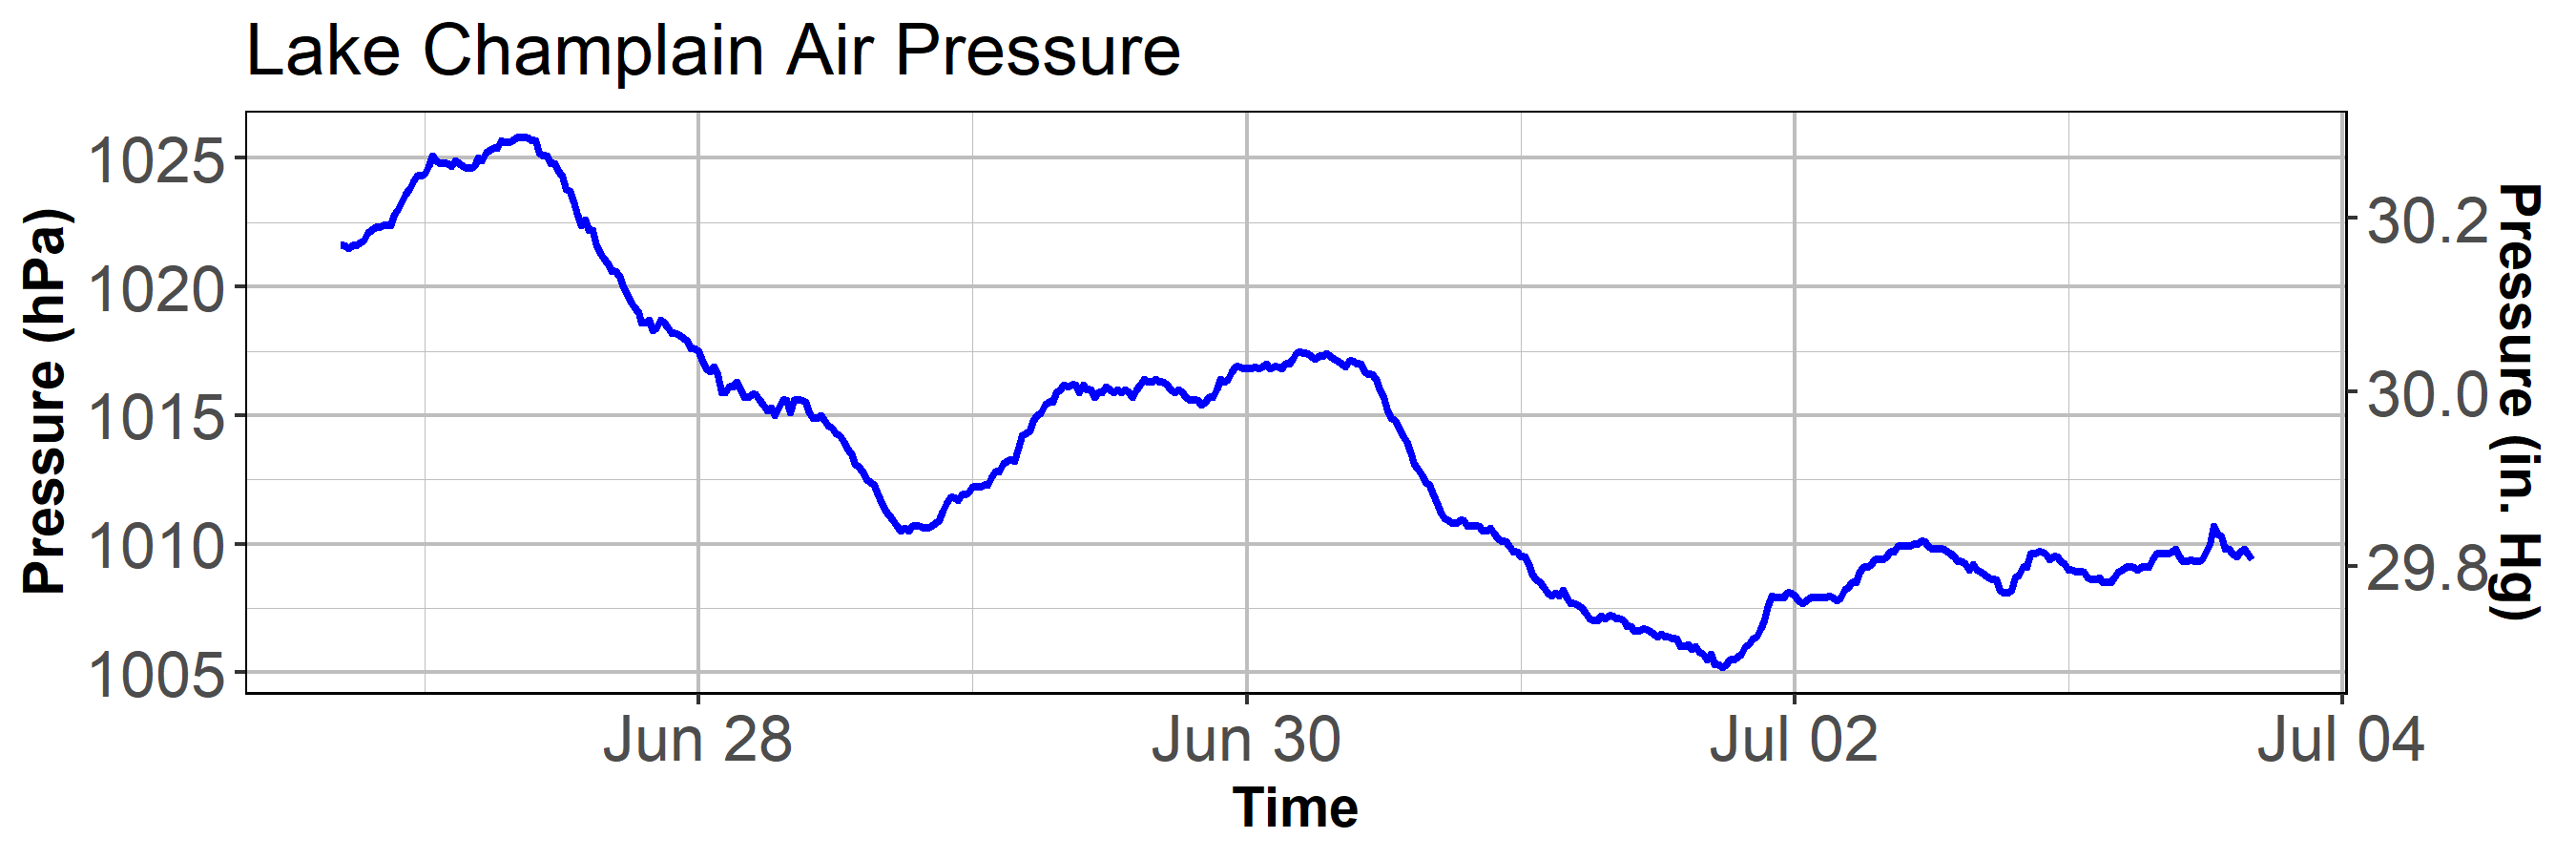 Lake Champlain Air Pressure
Pressure (hPa)
1025
1020
1015
1010
1005
30.2
30.0
29.8
Pressure (in. Hg)
Jun 28
Jun 30
Jul 02
Jul 04
Time